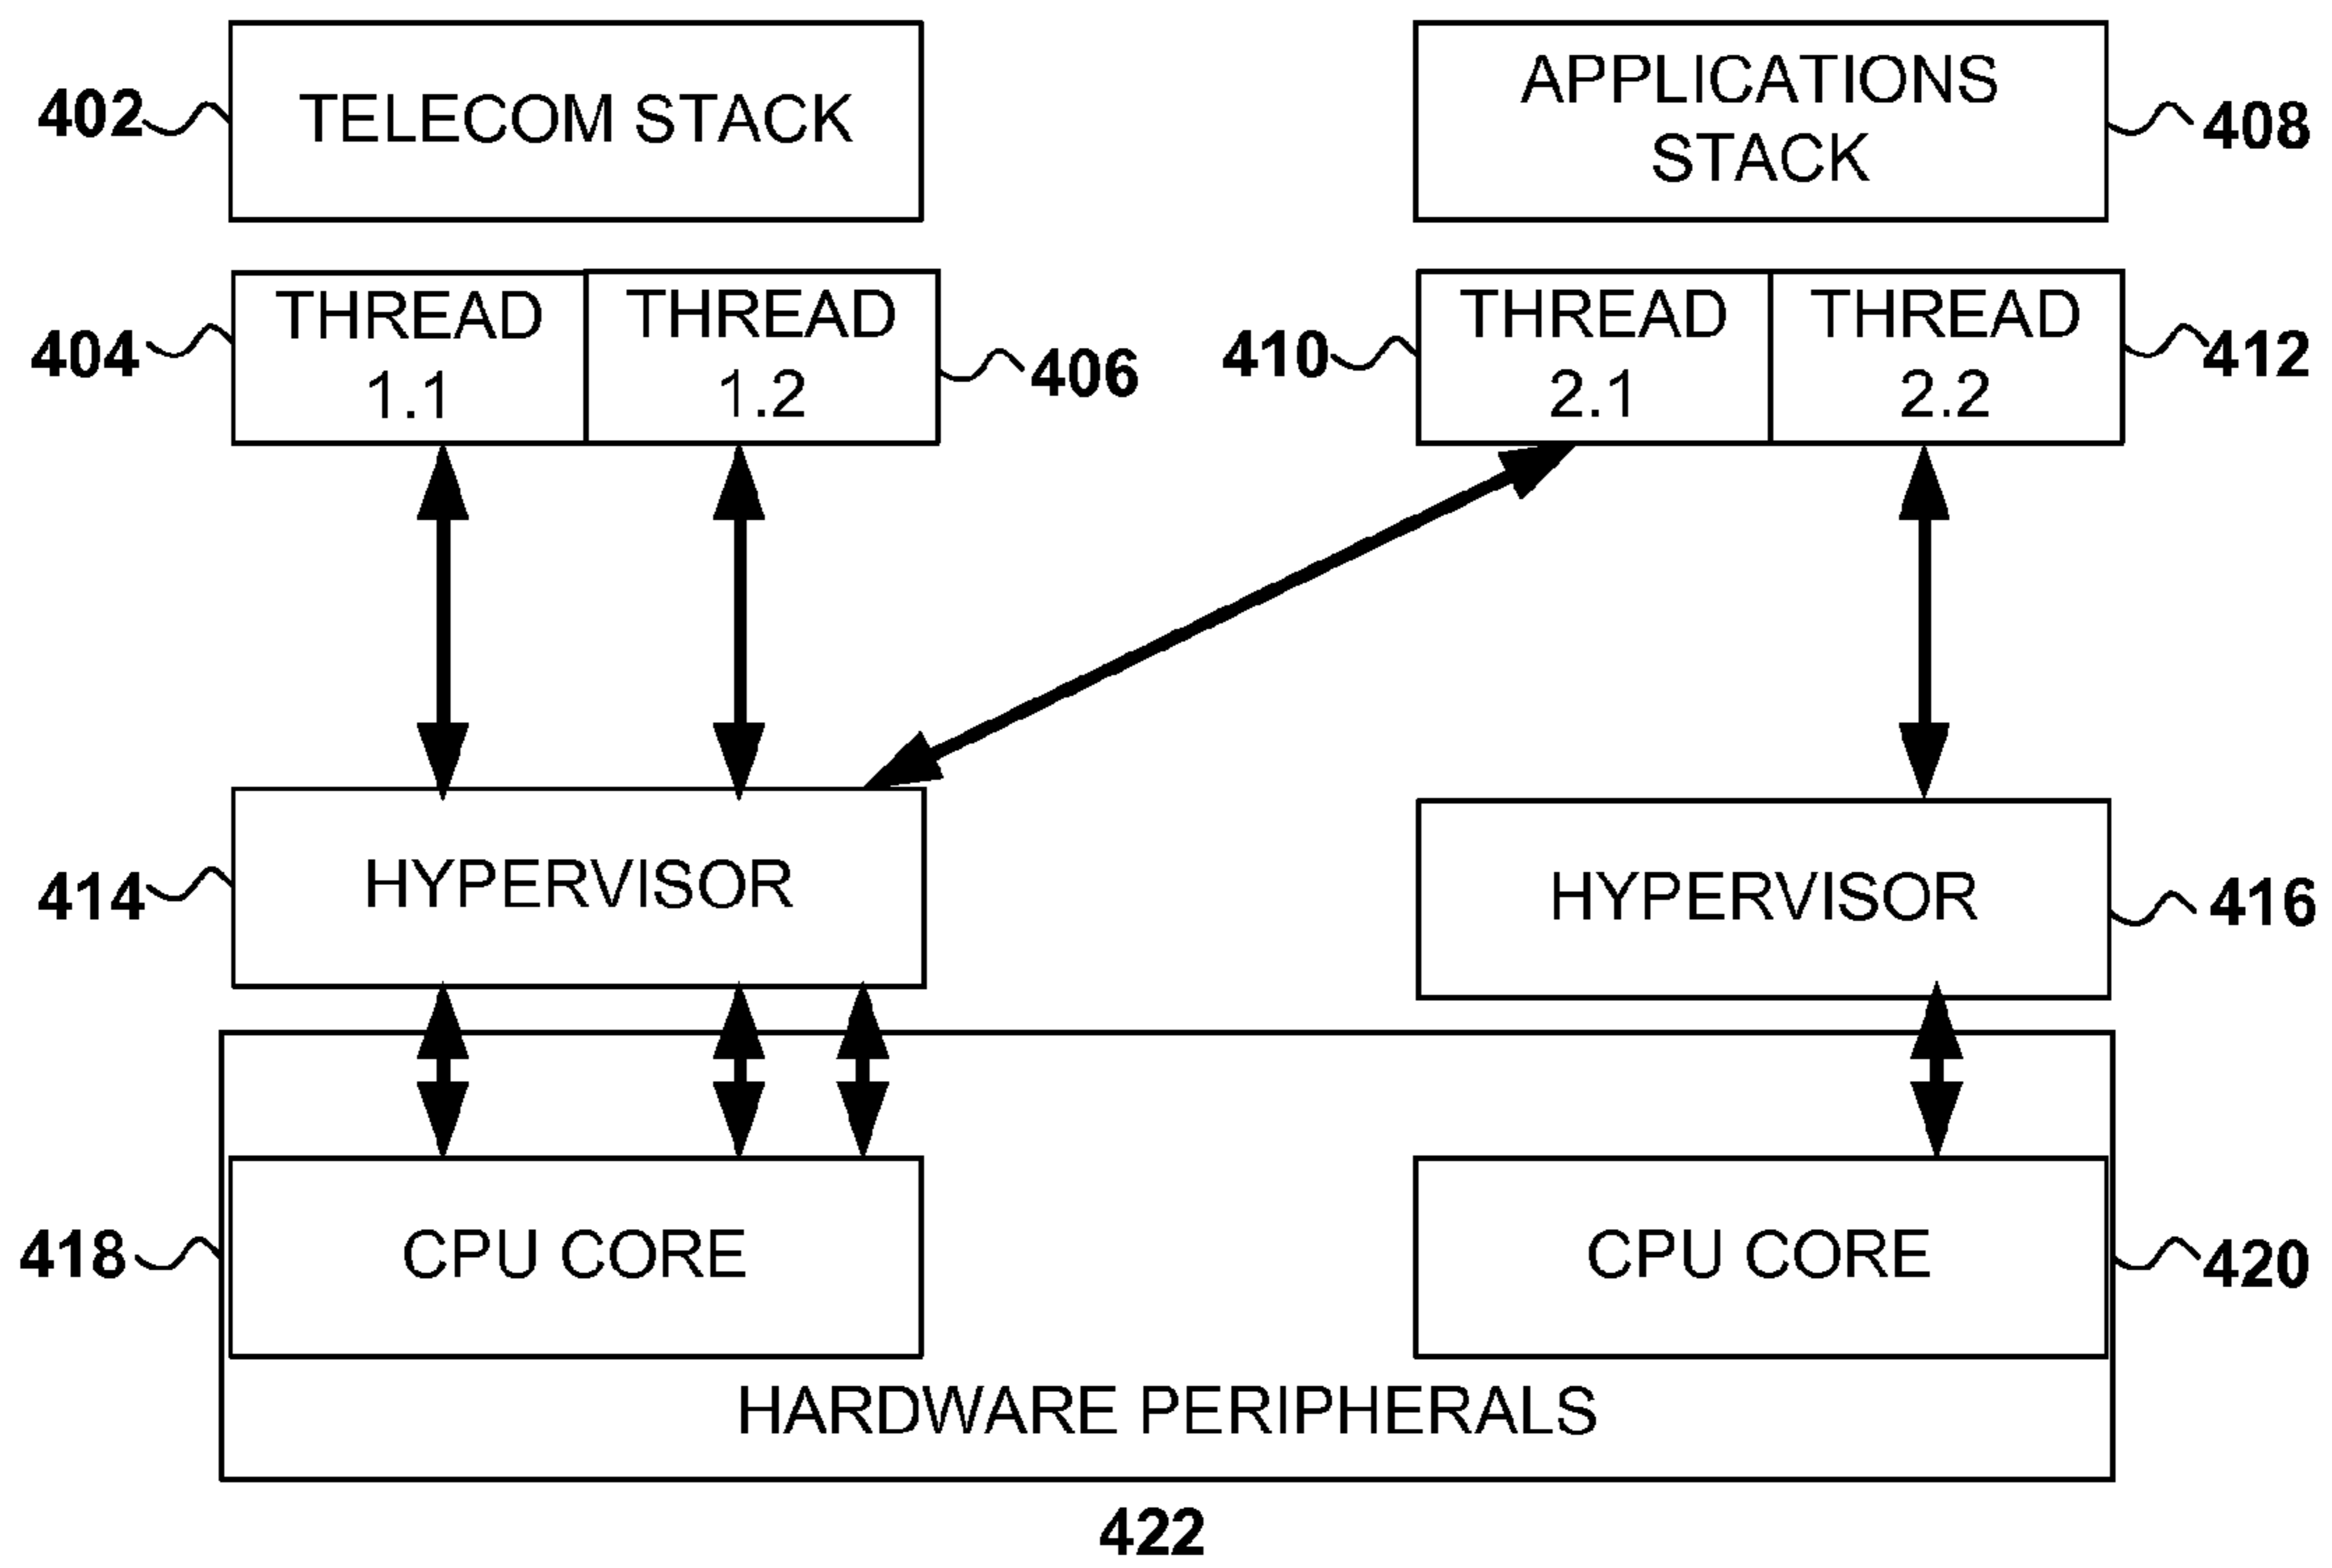 402
TELECOM STACK
APPLICATIONS
STACK
408
404
THREAD
1.1
THREAD
1.2
406
410
THREAD
2.1
THREAD
2.2
412
414
HYPERVISOR
HYPERVISOR
416
418
CPU CORE
CPU CORE
420
HARDWARE PERIPHERALS
422